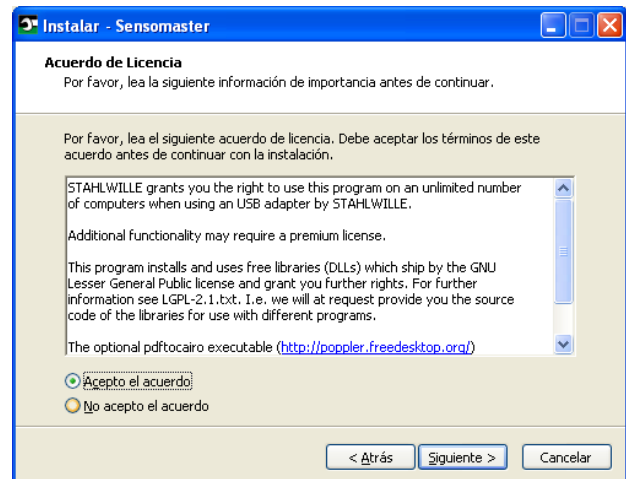 Instalar - Sensomaster
Acuerdo de Licencia
Por favor, lea la siguiente información de importancia antes de continuar.
Por favor, lea el siguiente acuerdo de licencia. Debe aceptar los términos de este
acuerdo antes de continuar con la instalación.
STAHLWILLE grants you the right to use this program on an unlimited number
of computers when using an USB adapter by STAHLWILLE.
Additional functionality may require a premium license.
This program installs and uses free libraries (DLLs) which ship by the GNU
Lesser General Public license and grant you further rights. For further
information see LGPL-2.1.txt. I.e. we will at request provide you the source
code of the libraries for use with different programs.
The optional pdftocairo executable (http://poppler.freedesktop.org/)
Acepto el acuerdo
No acepto el acuerdo
< Atrás Siguiente > Cancelar